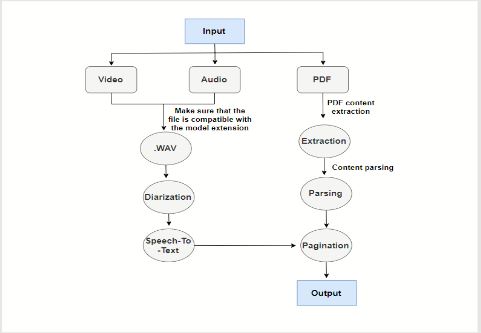 Input
Video
Audio
PDF
Make sure that the
file is compatible with
the model extension
PDF content
extraction
.WAV
Extraction
Content parsing
Diarization
Parsing
Speech-To
-Text
Pagination
Output